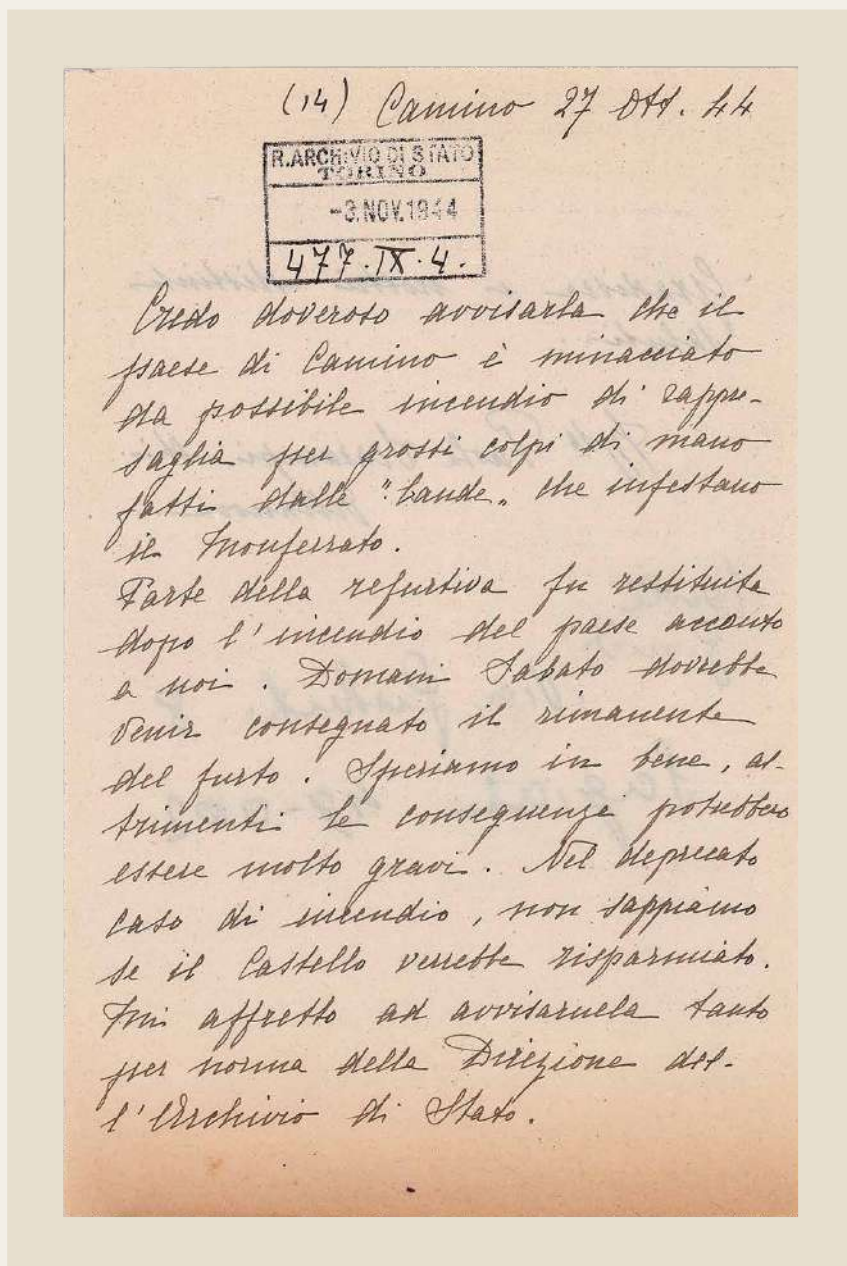 (14) Camino 27 Ott. 44
R. ARCHIVIO DI STATO
TORINO
-3. NOV. 1944
477. IX. 4.
Credo doveroso avvisarla che il
paese di Camino è minacciato
da possibile incendio di rappre-
saglia per grossi colpi di mano
fatti dalle "bande„ che infestano
il Monferrato.
Parte della refurtiva fu restituita
dopo l'incendio del paese accanto
a noi. Domani Sabato dovrebbe
venir consegnato il rimanente
del furto. Speriamo in bene, al-
trimenti le conseguenze potrebbero
essere molto gravi. Nel deprecato
caso di incendio, non sappiamo
se il Castello verrebbe risparmiato.
Mi affretto ad avvisarnela tanto
per norma della Direzione del-
l'Archivio di Stato.